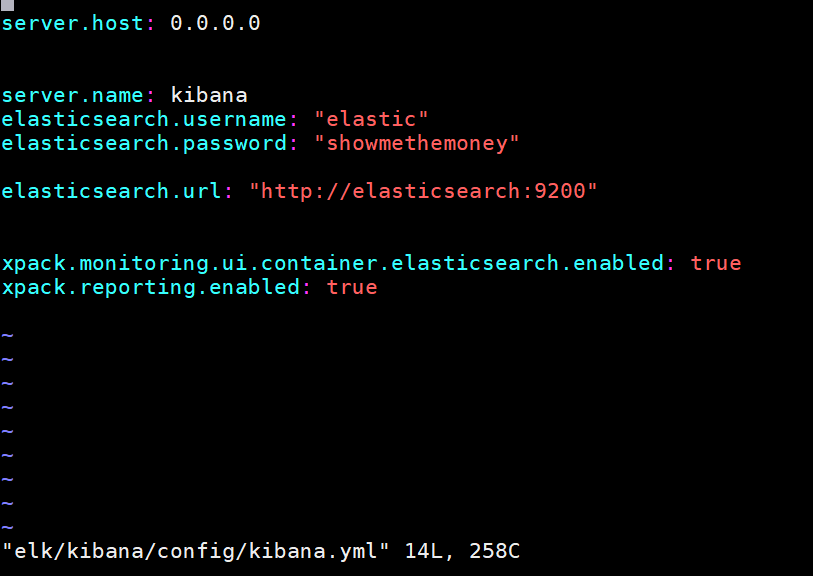 server.host: 0.0.0.0
server.name: kibana
elasticsearch.username: "elastic"
elasticsearch.password: "showmethemoney"
elasticsearch.url: "http://elasticsearch:9200"
xpack.monitoring.ui.container.elasticsearch.enabled: true
xpack.reporting.enabled: true
~
~
~
~
~
~
~
~
~
"elk/kibana/config/kibana.yml" 14L, 258C